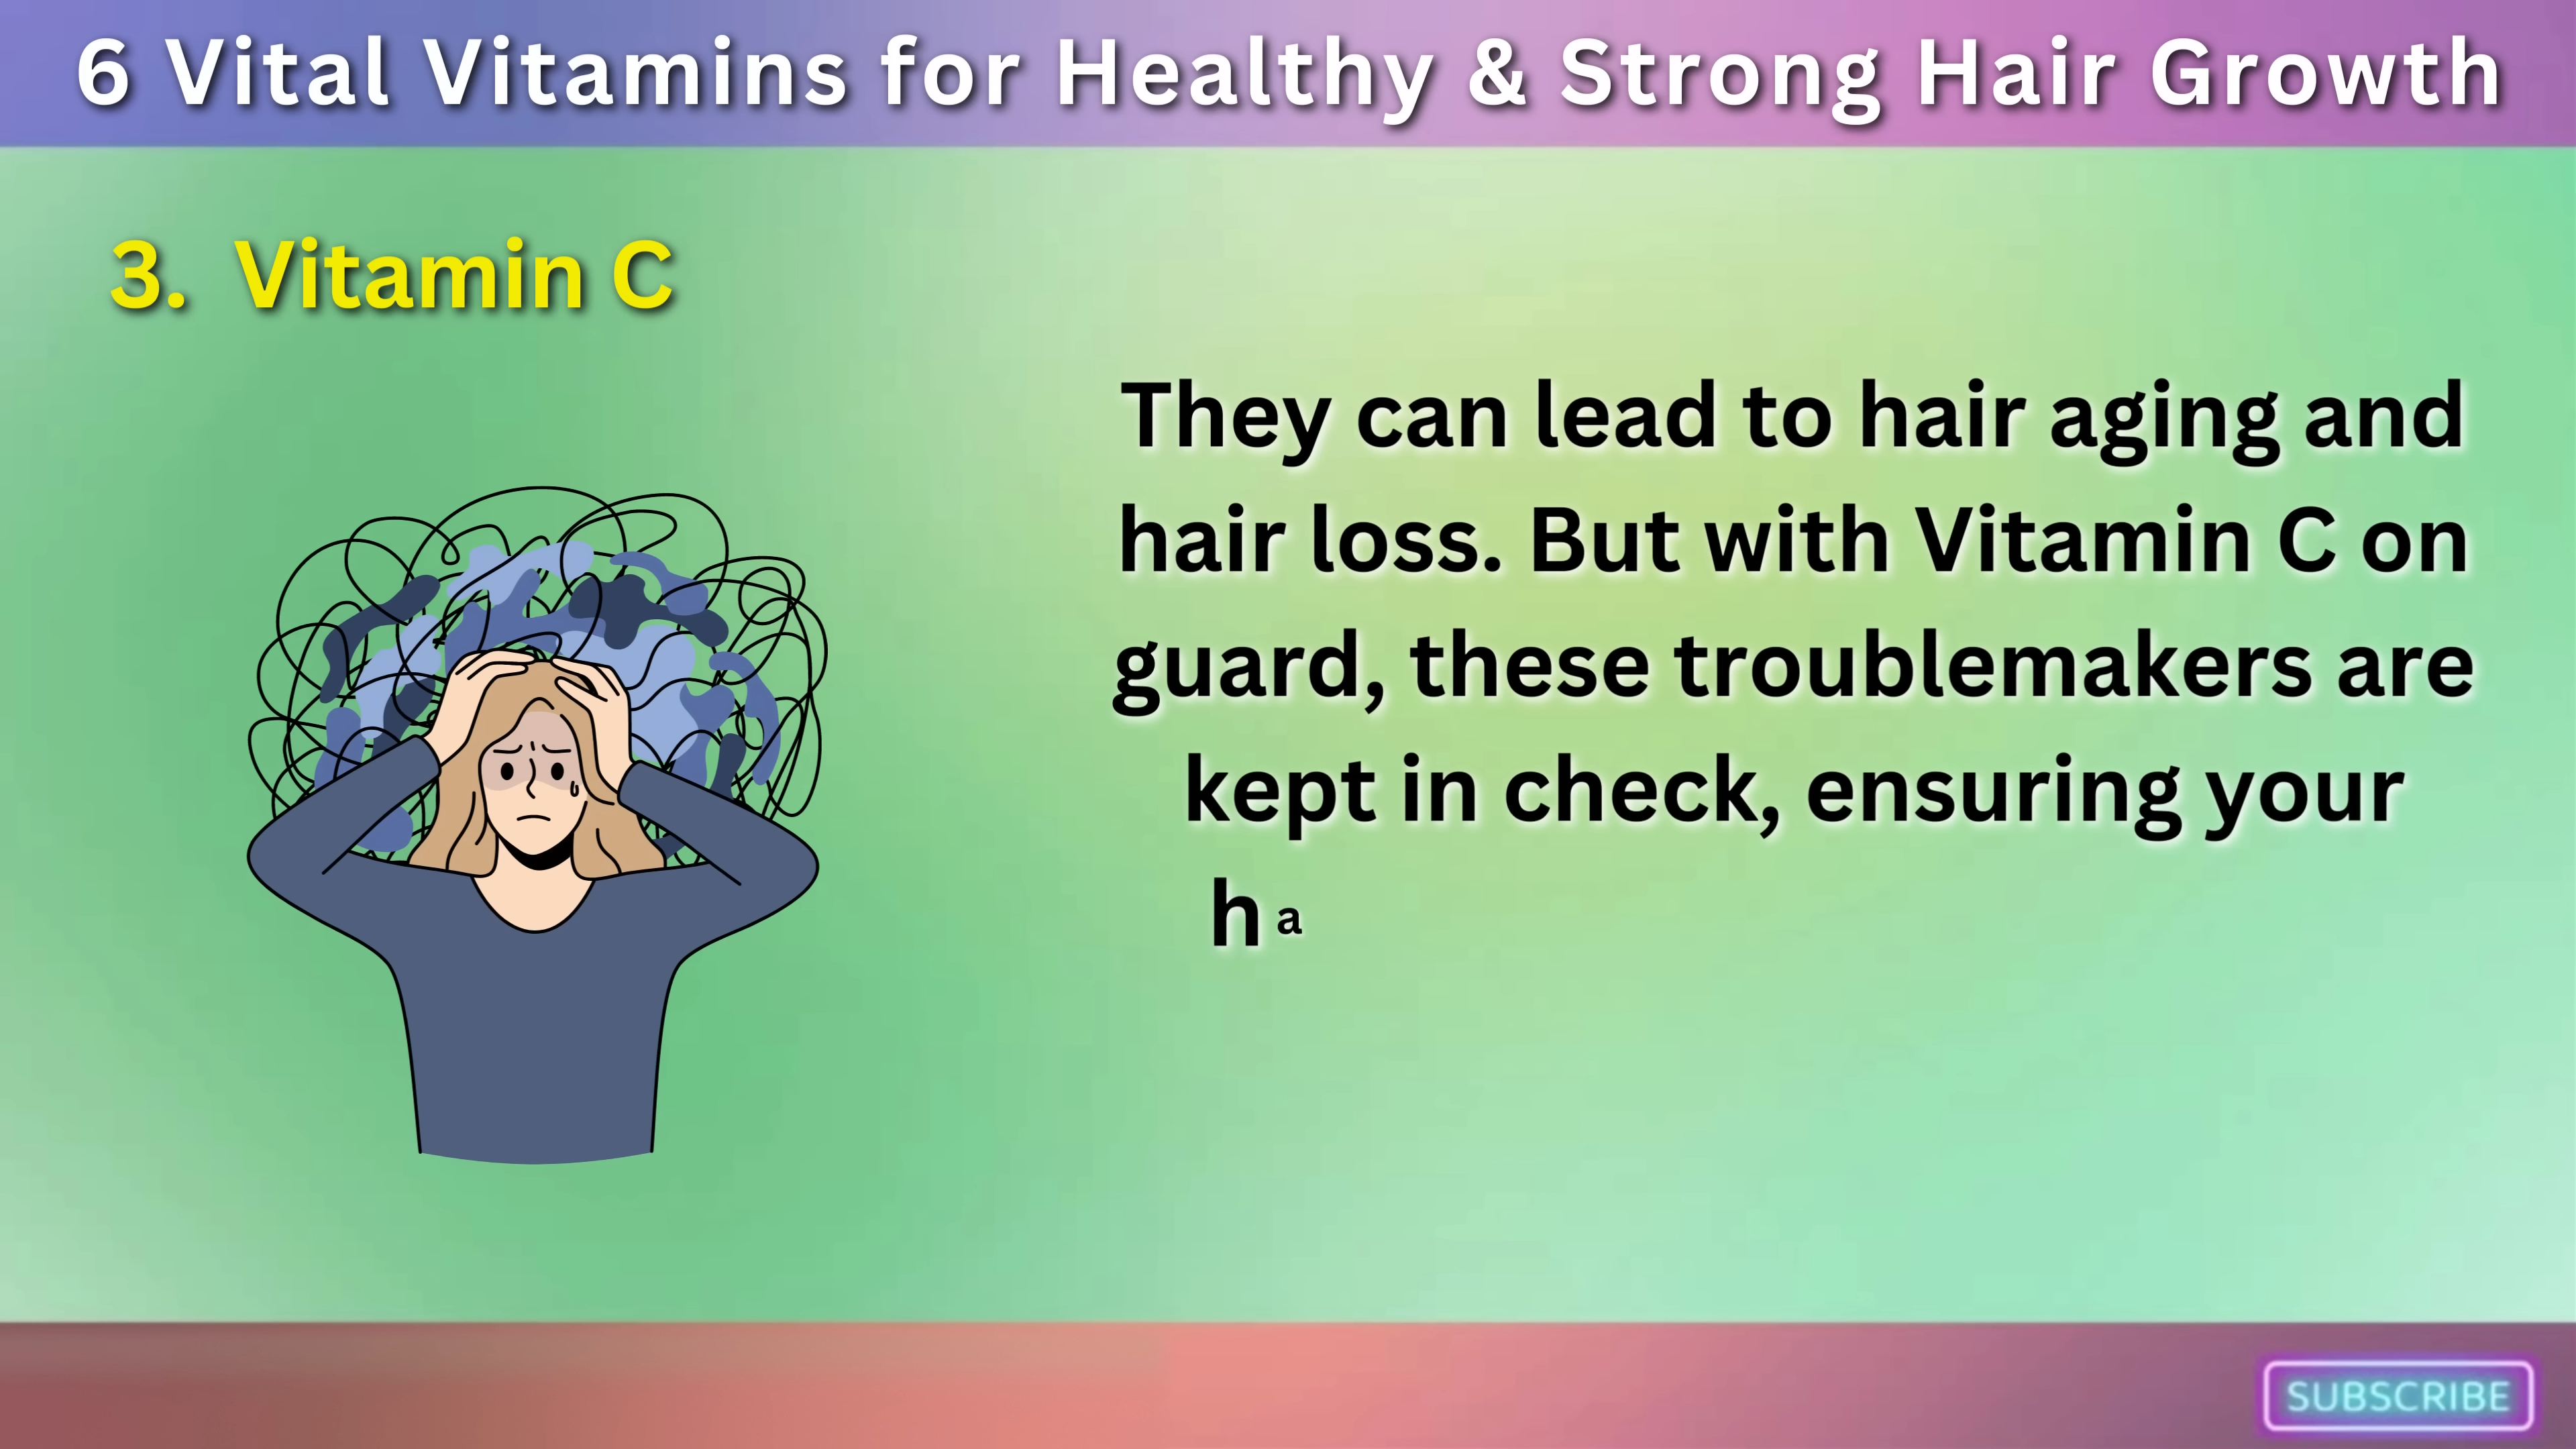 6 Vital Vitamins for Healthy & Strong Hair Growth
3. Vitamin C
They can lead to hair aging and
hair loss. But with Vitamin C on
guard, these troublemakers are
kept in check, ensuring your
ha
SUBSCRIBE